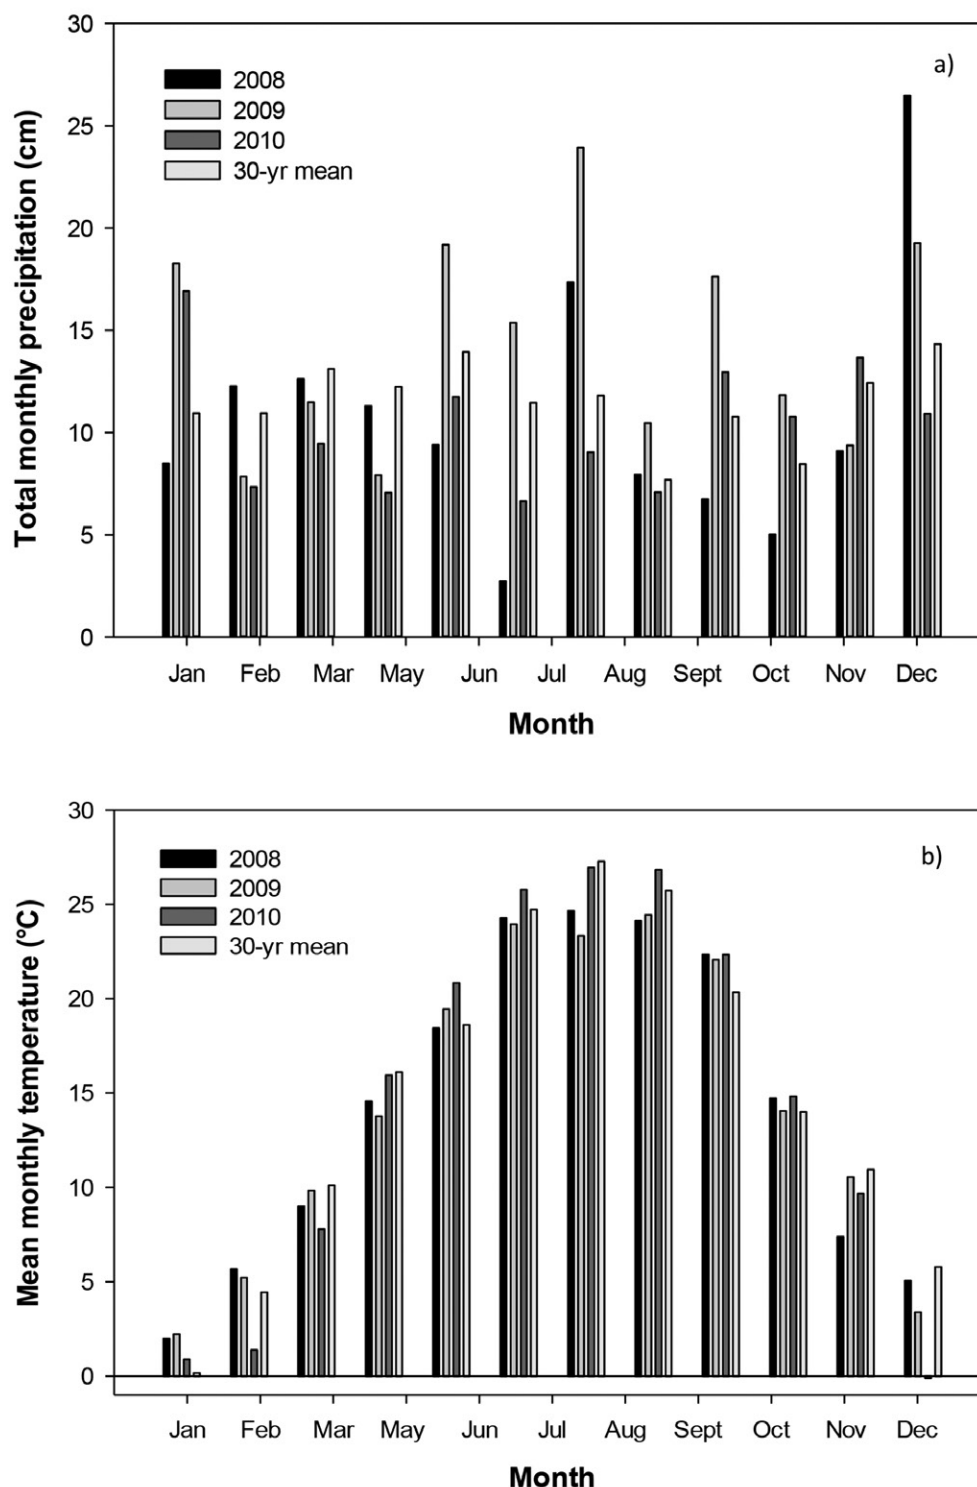 30
25
20
15
10
5
0
Total monthly precipitation (cm)
a)
2008
2009
2010
30-yr mean
Jan Feb Mar May Jun Jul Aug Sept Oct Nov Dec
Month
30
25
20
15
10
5
0
Mean monthly temperature (°C)
b)
2008
2009
2010
30-yr mean
Jan Feb Mar May Jun Jul Aug Sept Oct Nov Dec
Month